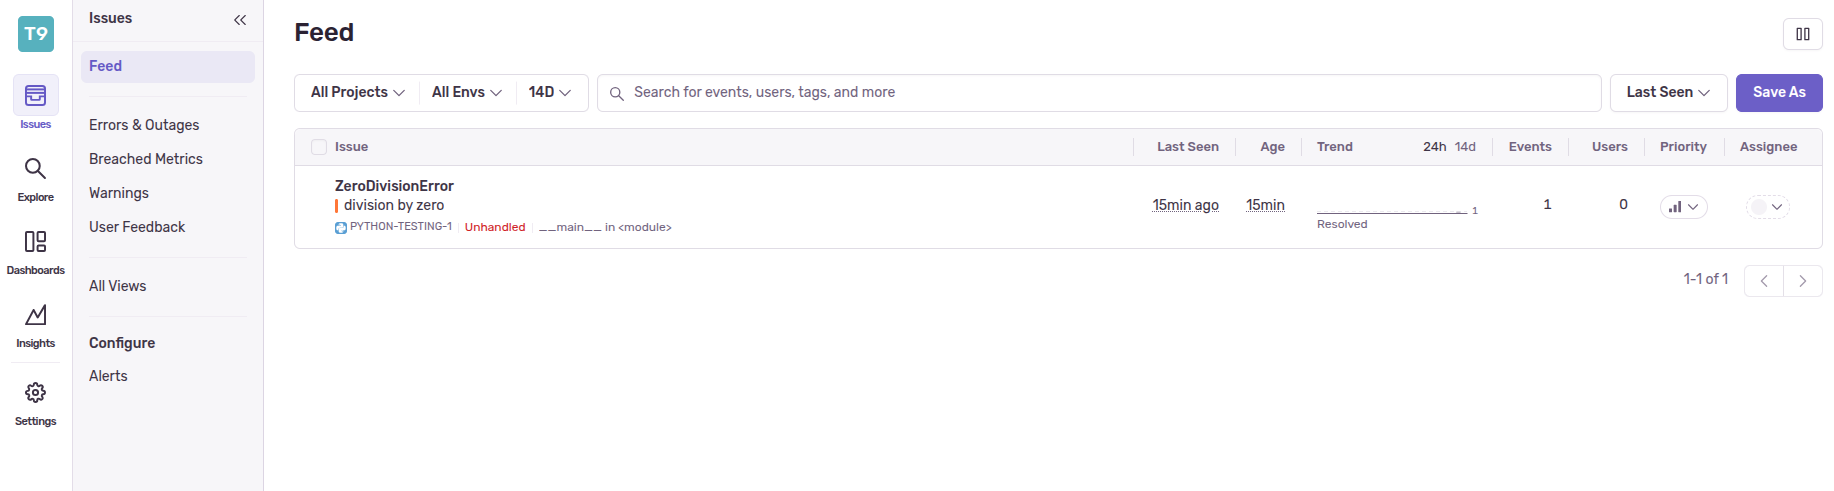 T9
Issues
Explore
Dashboards
Insights
Settings
Issues
Feed
Errors & Outages
Breached Metrics
Warnings
User Feedback
All Views
Configure
Alerts
Feed
All Projects All Envs 14D Search for events, users, tags, and more Last Seen Save As
Issue Last Seen Age Trend 24h 14d Events Users Priority Assignee
ZeroDivisionError
division by zero 15min ago 15min 1 1 0
Resolved
PYTHON-TESTING-1 Unhandled __main__ in <module>
1-1 of 1